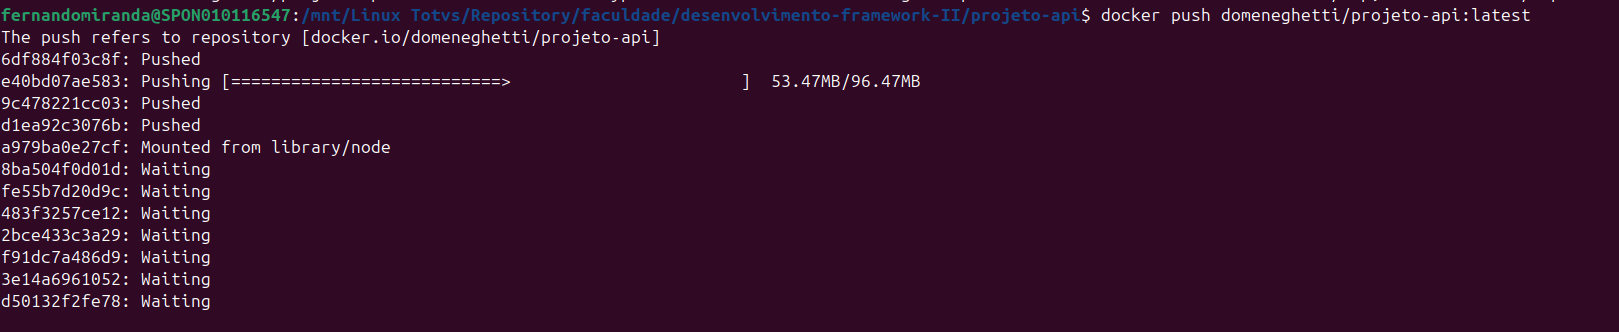 fernandomiranda@SPON010116547:/mnt/Linux Totvs/Repository/faculdade/desenvolvimento-framework-II/projeto-api$ docker push domeneghetti/projeto-api:latest
The push refers to repository [docker.io/domeneghetti/projeto-api]
6df884f03c8f: Pushed
e40bd07ae583: Pushing [===========================>                       ]  53.47MB/96.47MB
9c478221cc03: Pushed
d1ea92c3076b: Pushed
a979ba0e27cf: Mounted from library/node
8ba504f0d01d: Waiting
fe55b7d20d9c: Waiting
483f3257ce12: Waiting
2bce433c3a29: Waiting
f91dc7a486d9: Waiting
3e14a6961052: Waiting
d50132f2fe78: Waiting